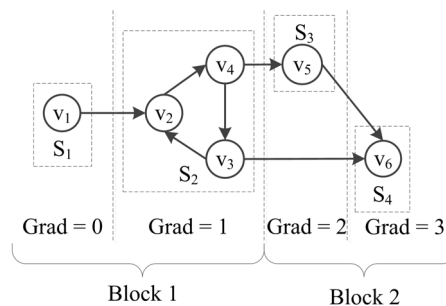 S3
v4
v5
v1
v2
S1
v3
v6
S2
S4
Grad = 0 Grad = 1 Grad = 2 Grad = 3
Block 1 Block 2